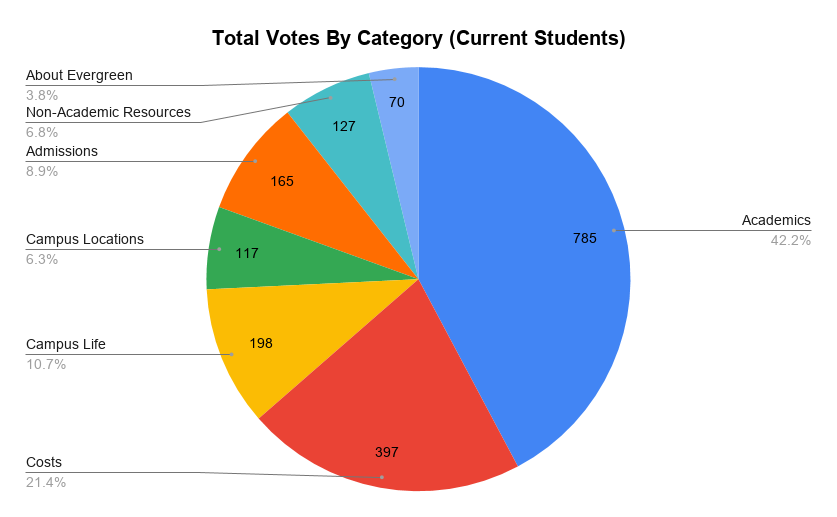 Total Votes By Category (Current Students)
About Evergreen
3.8%
Non-Academic Resources
6.8%
Admissions
8.9%
Campus Locations
6.3%
Campus Life
10.7%
Costs
21.4%
Academics
42.2%
70
127
165
117
198
397
785